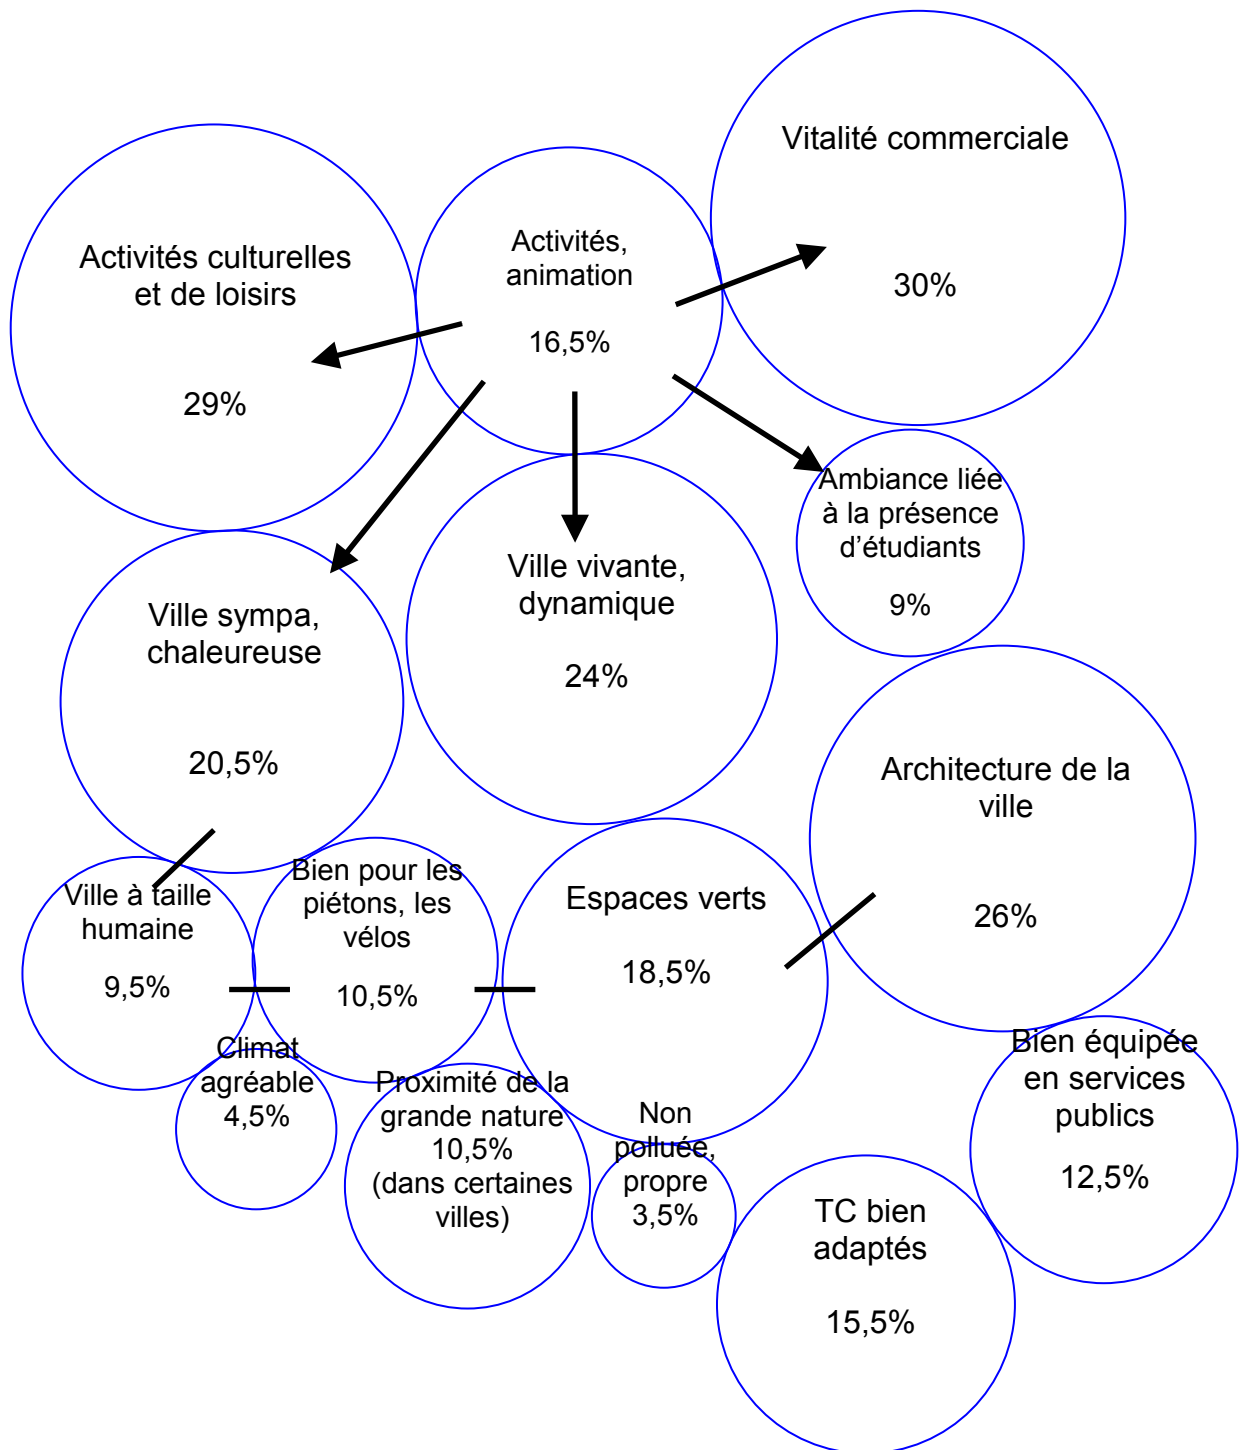 Vitalité commerciale
30%
Activités culturelles
et de loisirs
29%
Activités,
animation
16,5%
Ambiance liée
à la présence
d’étudiants
9%
Ville vivante,
dynamique
24%
Ville sympa,
chaleureuse
20,5%
Architecture de la
ville
26%
Ville à taille
humaine
9,5%
Bien pour les
piétons, les
vélos
10,5%
Espaces verts
18,5%
Climat
agréable
4,5%
Proximité de la
grande nature
10,5%
(dans certaines
villes)
Non
polluée,
propre
3,5%
Bien équipée
en services
publics
12,5%
TC bien
adaptés
15,5%